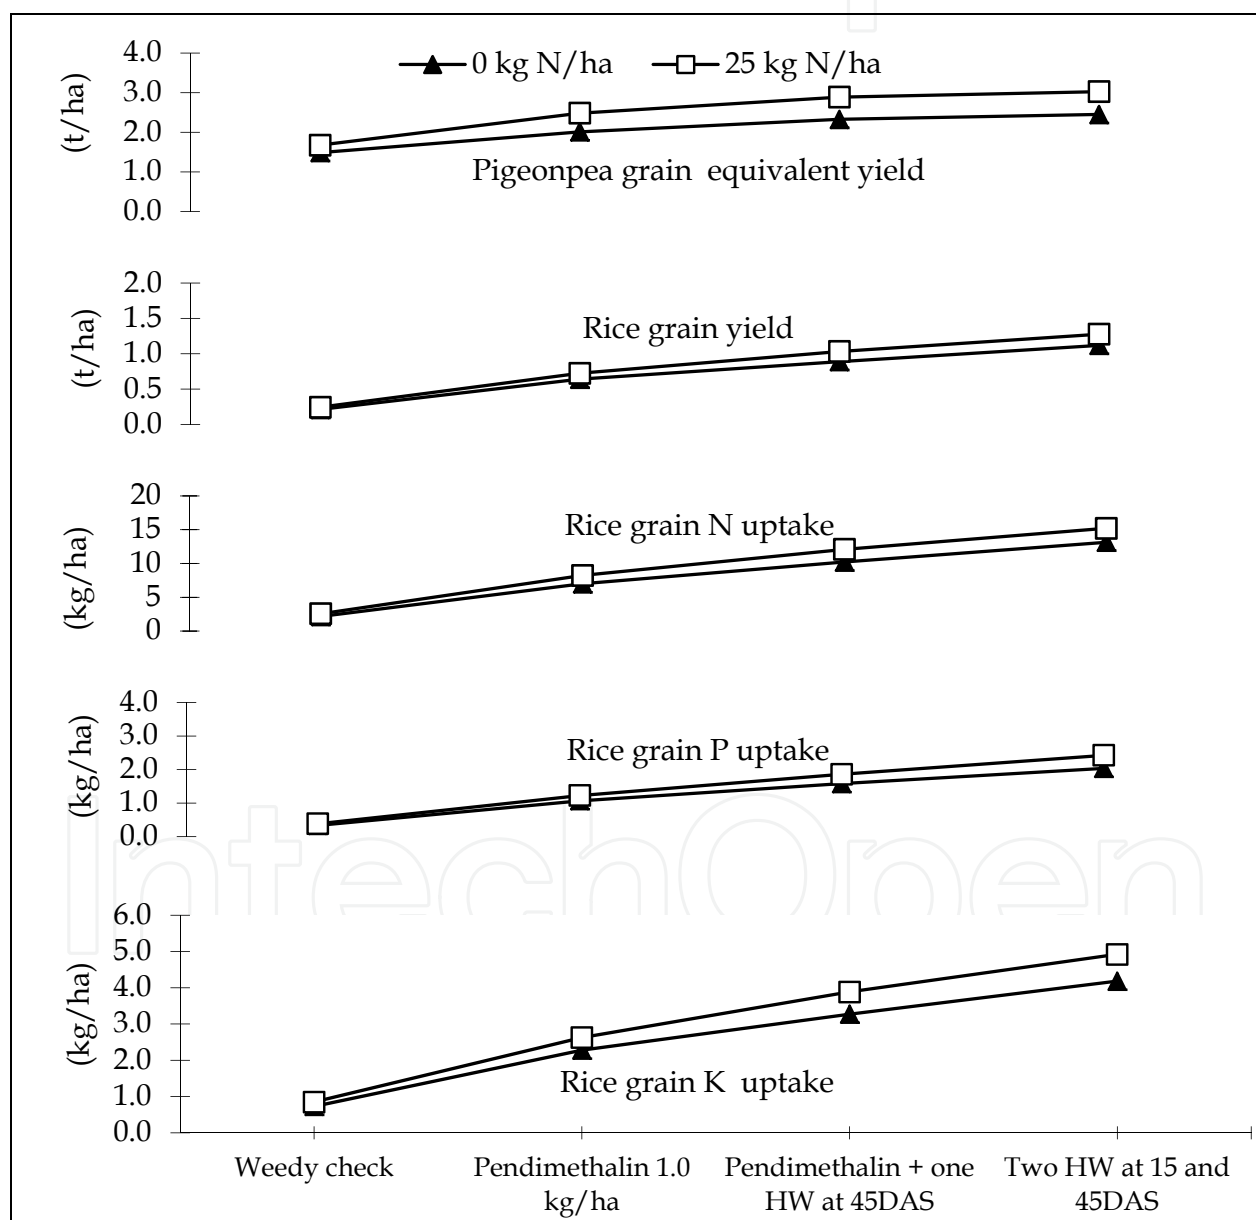 4.0
3.0
2.0
1.0
0.0
(t/ha)
0 kg N/ha
25 kg N/ha
Pigeonpea grain equivalent yield
2.0
1.5
1.0
0.5
0.0
(t/ha)
Rice grain yield
20
15
10
5
0
(kg/ha)
Rice grain N uptake
4.0
3.0
2.0
1.0
0.0
(kg/ha)
Rice grain P uptake
IntechOpen
6.0
5.0
4.0
3.0
2.0
1.0
0.0
(kg/ha)
Rice grain K uptake
Weedy check
Pendimethalin 1.0
kg/ha
Pendimethalin + one
HW at 45DAS
Two HW at 15 and
45DAS